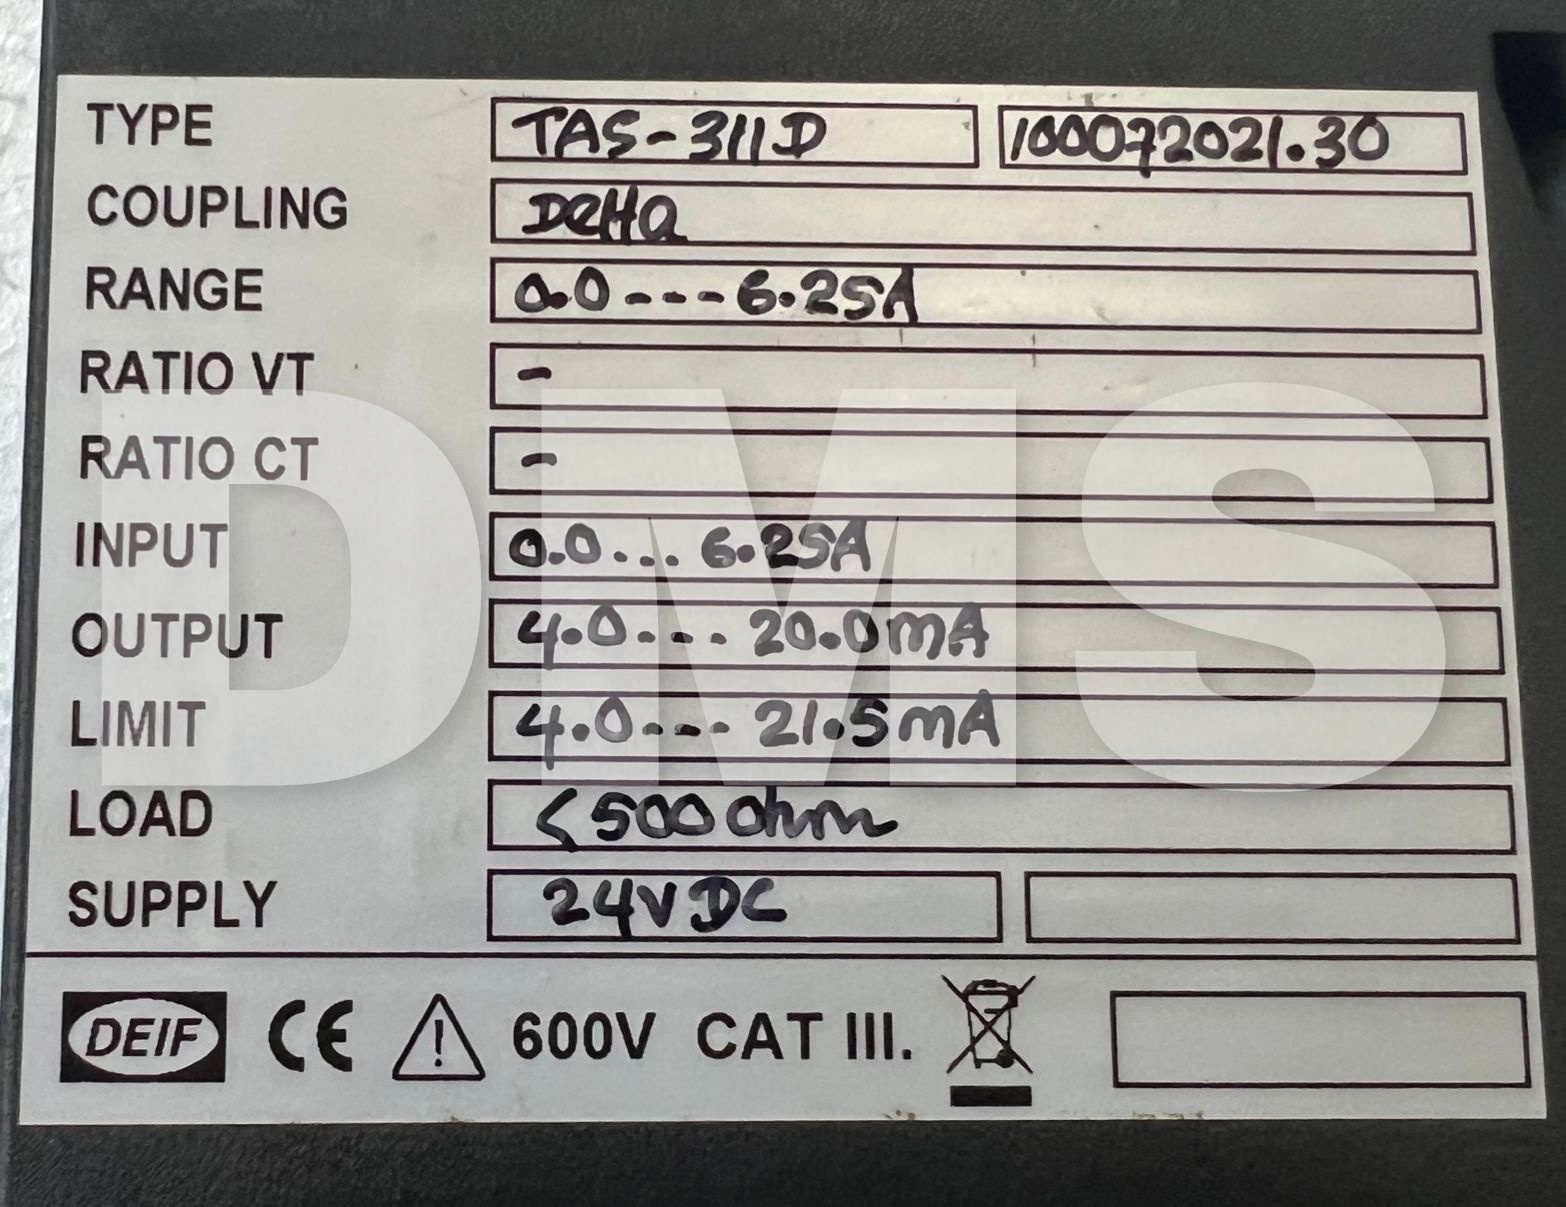 TYPE TAS-311D 100072021.30
COUPLING Delta
RANGE 0.0---6.25A
RATIO VT -
RATIO CT -
INPUT 0.0... 6.25A
OUTPUT 4.0--- 20.0mA
LIMIT 4.0--- 21.5mA
LOAD <500 ohm
SUPPLY 24V DC
DEIF CE 600V CAT III.
DMS